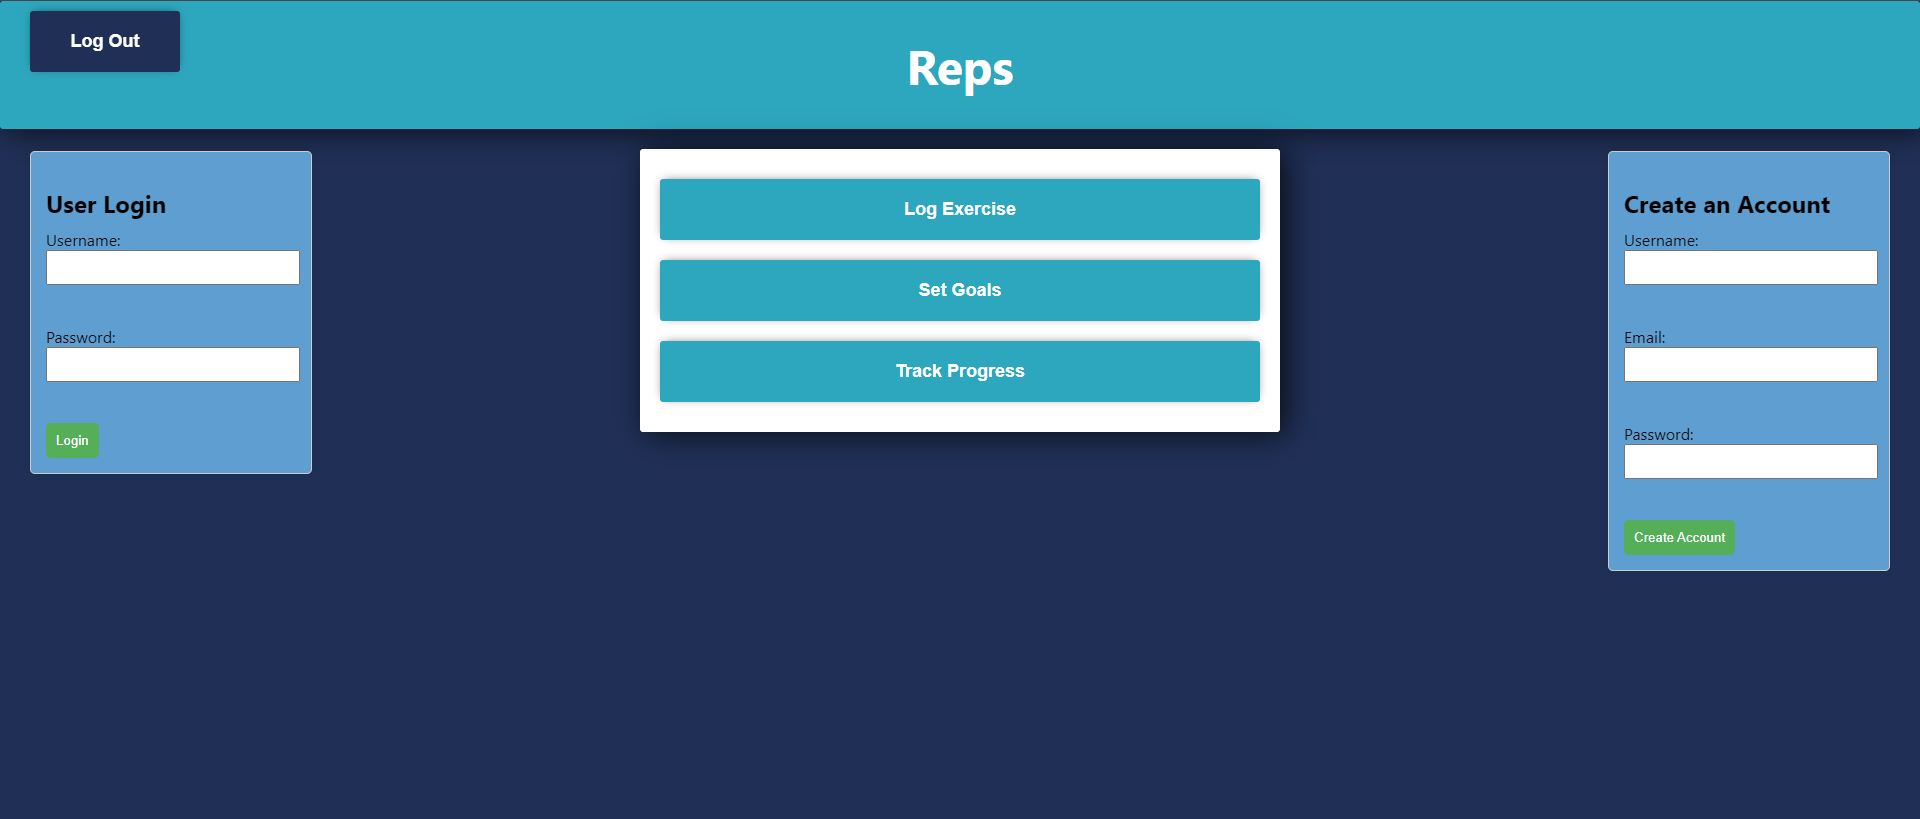 Log Out
Reps
User Login
Username:
Password:
Login
Log Exercise
Set Goals
Track Progress
Create an Account
Username:
Email:
Password:
Create Account